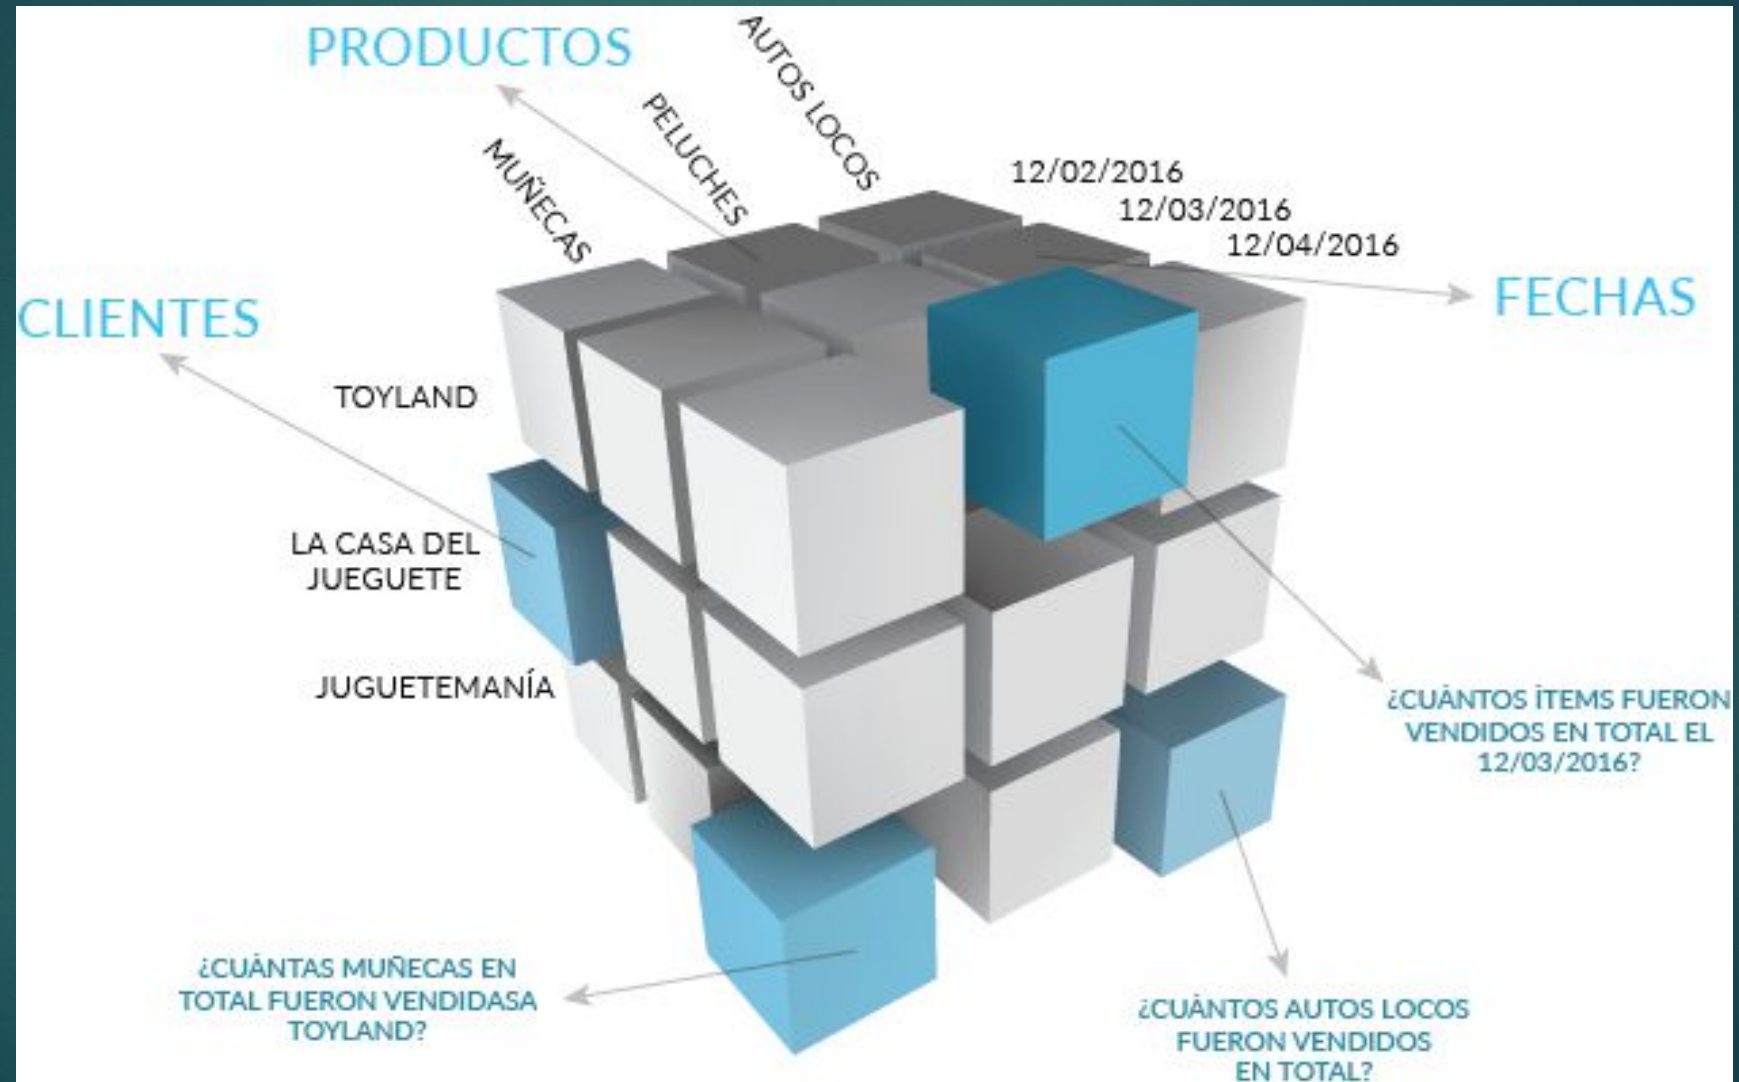 PRODUCTOS
AUTOS LOCOS
PELUCHES
MUÑECAS
12/02/2016
12/03/2016
12/04/2016
FECHAS
CLIENTES
TOYLAND
LA CASA DEL
JUEGUETE
JUGUETEMANÍA
¿CUÁNTOS ÍTEMS FUERON
VENDIDOS EN TOTAL EL
12/03/2016?
¿CUÁNTAS MUÑECAS EN
TOTAL FUERON VENDIDASA
TOYLAND?
¿CUÁNTOS AUTOS LOCOS
FUERON VENDIDOS
EN TOTAL?